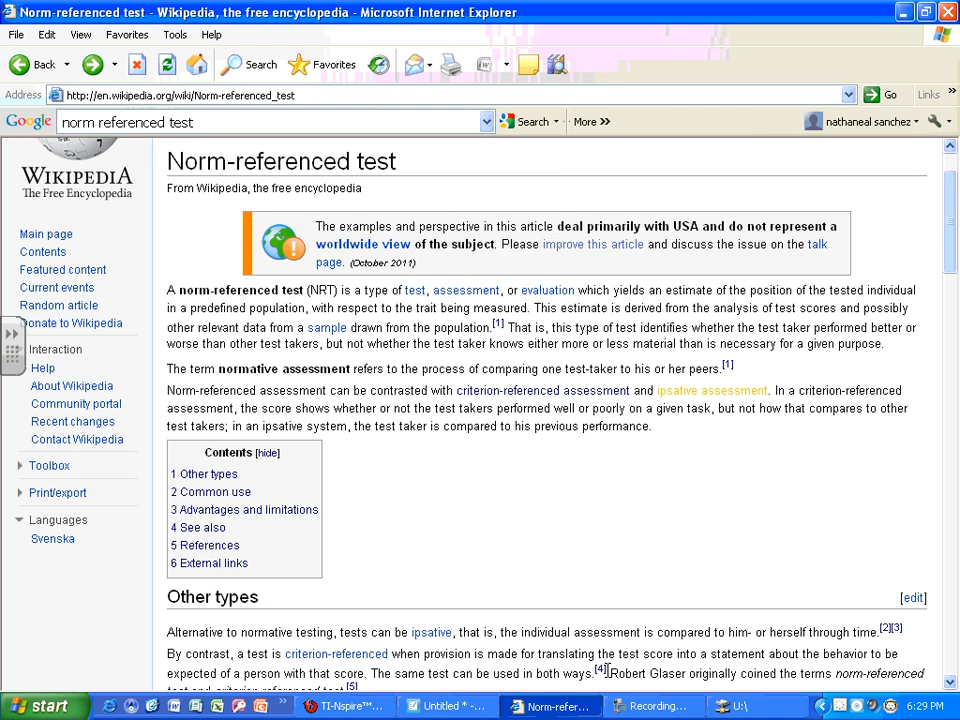 Norm-referenced test - Wikipedia, the free encyclopedia - Microsoft Internet Explorer
File Edit View Favorites Tools Help
Back Search Favorites
Address http://en.wikipedia.org/wiki/Norm-referenced_test Go Links »
Google norm referenced test Search More » nathaneal sanchez
WIKIPEDIA
The Free Encyclopedia
Main page
Contents
Featured content
Current events
Random article
Donate to Wikipedia
Interaction
Help
About Wikipedia
Community portal
Recent changes
Contact Wikipedia
Toolbox
Print/export
Languages
Svenska
Norm-referenced test
From Wikipedia, the free encyclopedia
The examples and perspective in this article deal primarily with USA and do not represent a
worldwide view of the subject. Please improve this article and discuss the issue on the talk
page. (October 2011)
A norm-referenced test (NRT) is a type of test, assessment, or evaluation which yields an estimate of the position of the tested individual
in a predefined population, with respect to the trait being measured. This estimate is derived from the analysis of test scores and possibly
other relevant data from a sample drawn from the population.[1] That is, this type of test identifies whether the test taker performed better or
worse than other test takers, but not whether the test taker knows either more or less material than is necessary for a given purpose.
The term normative assessment refers to the process of comparing one test-taker to his or her peers.[1]
Norm-referenced assessment can be contrasted with criterion-referenced assessment and ipsative assessment. In a criterion-referenced
assessment, the score shows whether or not the test takers performed well or poorly on a given task, but not how that compares to other
test takers; in an ipsative system, the test taker is compared to his previous performance.
Contents [hide]
1 Other types
2 Common use
3 Advantages and limitations
4 See also
5 References
6 External links
Other types [edit]
Alternative to normative testing, tests can be ipsative, that is, the individual assessment is compared to him- or herself through time.[2][3]
By contrast, a test is criterion-referenced when provision is made for translating the test score into a statement about the behavior to be
expected of a person with that score. The same test can be used in both ways.[4] Robert Glaser originally coined the terms norm-referenced
test and criterion-referenced test.[5]
start TI-Nspire™... Untitled * -... Norm-refer... Recording... U:\ 6:29 PM